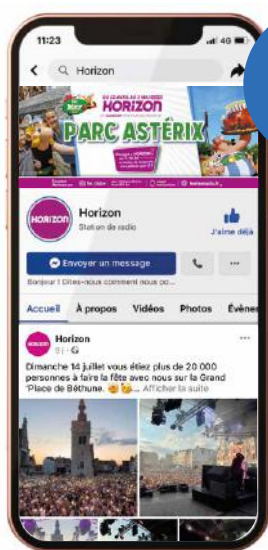 11:23
4G
Horizon
HORIZON
PARC ASTÉRIX
HORIZON
Horizon
Station de radio
J'aime déjà
Envoyer un message
Bonjour ! Dites-nous comment nous po...
Accueil À propos Vidéos Photos Évène
Horizon
Dimanche 14 juillet vous étiez plus de 20 000
personnes à faire la fête avec nous sur la Grand
'Place de Béthune. ... Afficher la suite